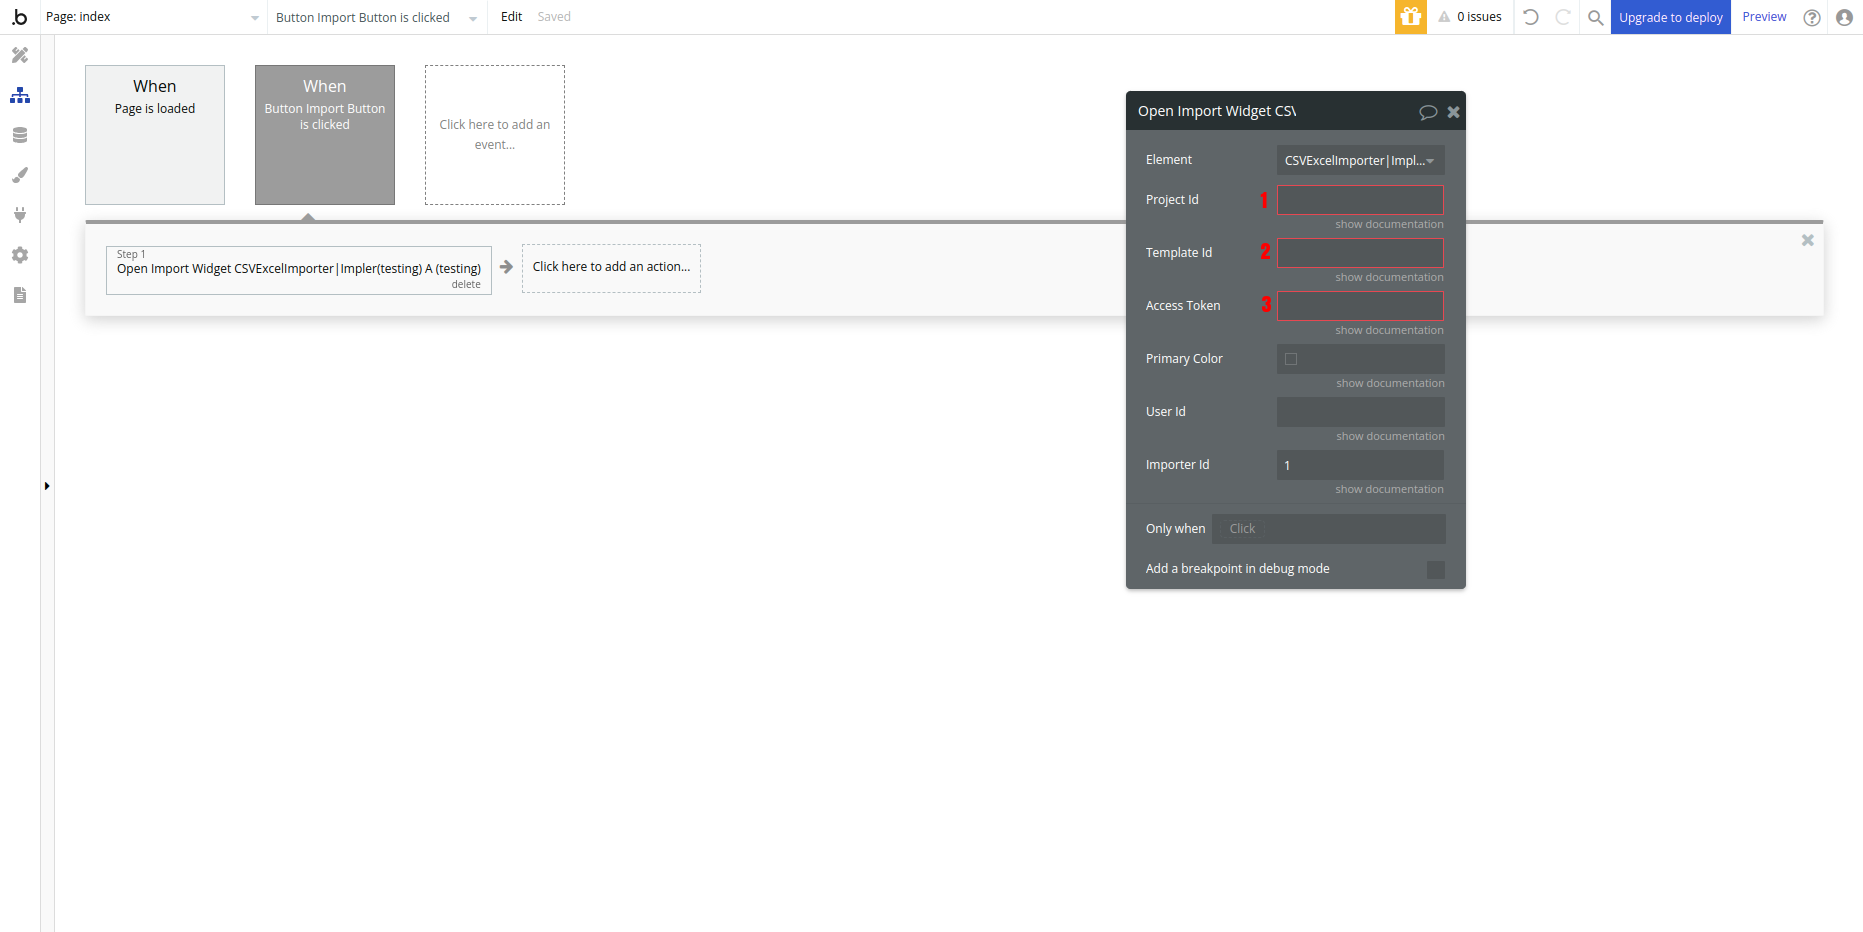 .b
Page: index
Button Import Button is clicked
Edit
Saved
0 issues
Upgrade to deploy
Preview
?
When
Page is loaded
When
Button Import Button
is clicked
Click here to add an
event...
Step 1
Open Import Widget CSVExcelImporter|Impler(testing) A (testing)
delete
Click here to add an action...
Open Import Widget CS\
Element
CSVExcelImporter|Impl...
Project Id
1
show documentation
Template Id
2
show documentation
Access Token
3
show documentation
Primary Color
show documentation
User Id
show documentation
Importer Id
1
show documentation
Only when
Click
Add a breakpoint in debug mode